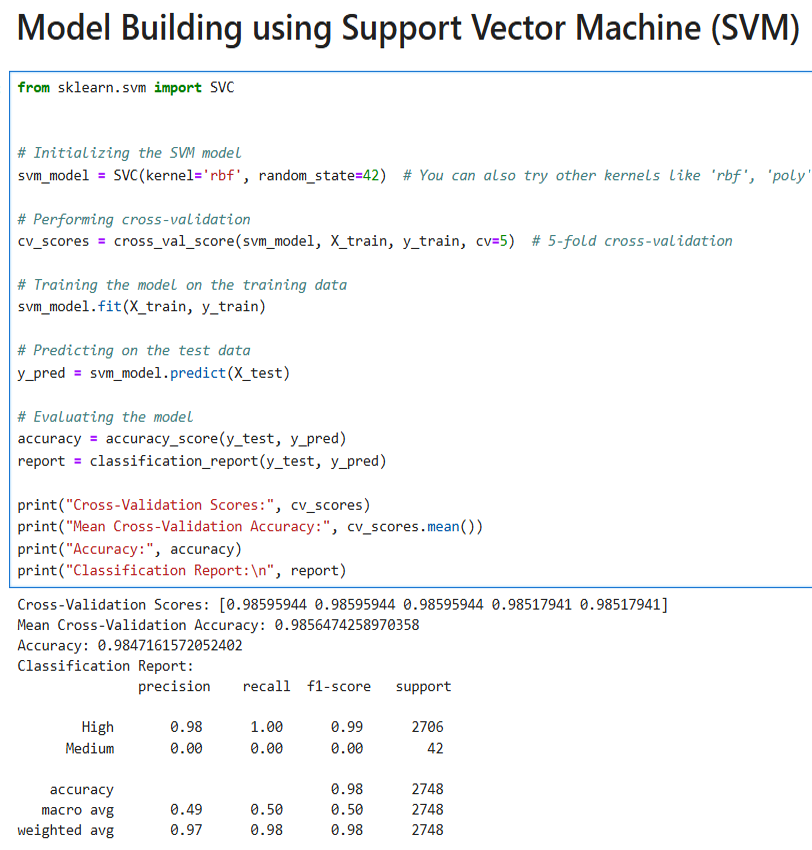 Model Building using Support Vector Machine (SVM)
from sklearn.svm import SVC
# Initializing the SVM model
svm_model = SVC(kernel='rbf', random_state=42)  # You can also try other kernels like 'rbf', 'poly'
# Performing cross-validation
cv_scores = cross_val_score(svm_model, X_train, y_train, cv=5)  # 5-fold cross-validation
# Training the model on the training data
svm_model.fit(X_train, y_train)
# Predicting on the test data
y_pred = svm_model.predict(X_test)
# Evaluating the model
accuracy = accuracy_score(y_test, y_pred)
report = classification_report(y_test, y_pred)
print("Cross-Validation Scores:", cv_scores)
print("Mean Cross-Validation Accuracy:", cv_scores.mean())
print("Accuracy:", accuracy)
print("Classification Report:\n", report)
Cross-Validation Scores: [0.98595944 0.98595944 0.98595944 0.98517941 0.98517941]
Mean Cross-Validation Accuracy: 0.9856474258970358
Accuracy: 0.9847161572052402
Classification Report:
precision recall f1-score support
High 0.98 1.00 0.99 2706
Medium 0.00 0.00 0.00 42
accuracy 0.98 2748
macro avg 0.49 0.50 0.50 2748
weighted avg 0.97 0.98 0.98 2748